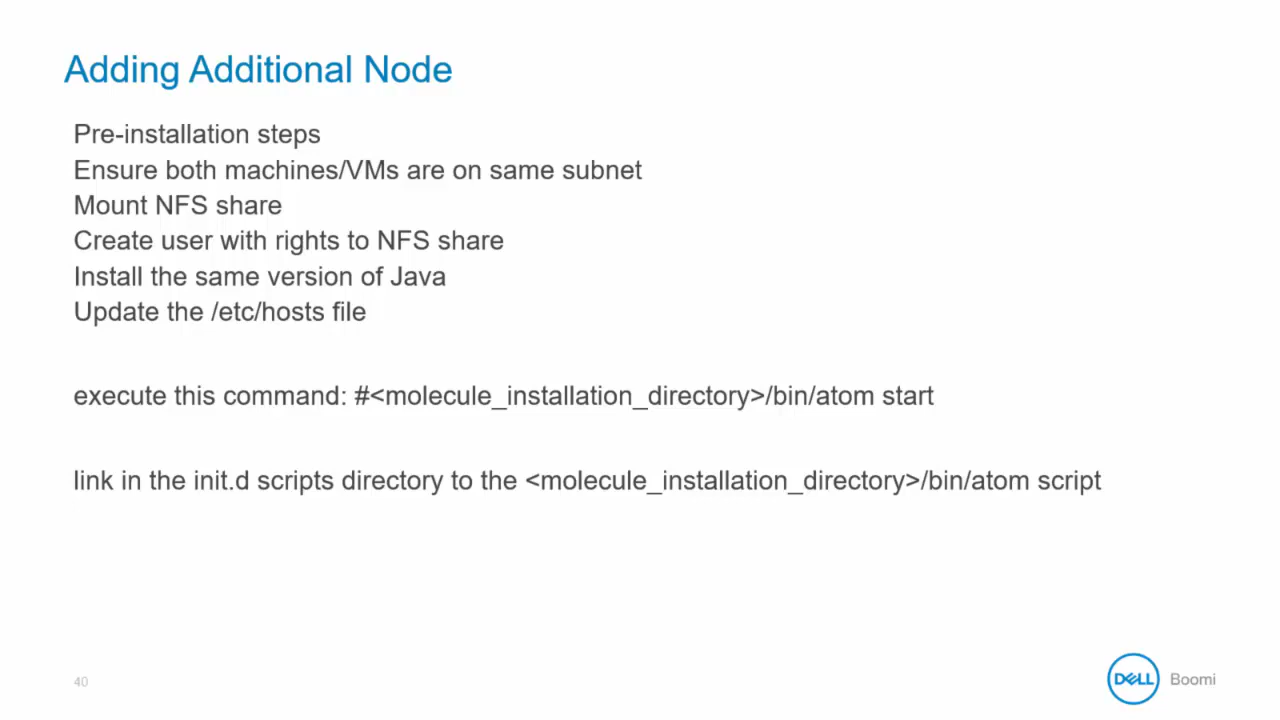 Adding Additional Node
Pre-installation steps
Ensure both machines/VMs are on same subnet
Mount NFS share
Create user with rights to NFS share
Install the same version of Java
Update the /etc/hosts file
execute this command: #<molecule_installation_directory>/bin/atom start
link in the init.d scripts directory to the <molecule_installation_directory>/bin/atom script
40
DELL Boomi